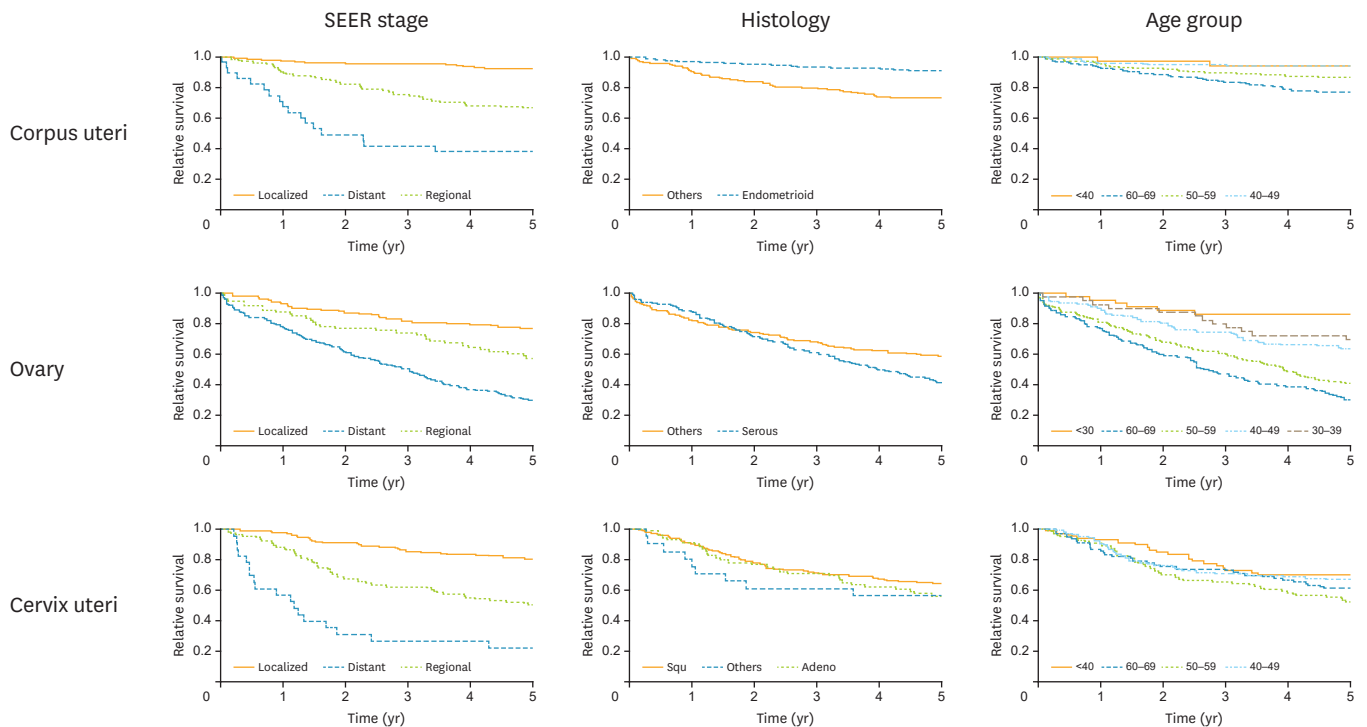 SEER stage
Histology
Age group
Corpus uteri
Relative survival
1.0
0.8
0.6
0.4
0.2
0
Localized Distant Regional
1 2 3 4 5
Time (yr)
Relative survival
1.0
0.8
0.6
0.4
0.2
0
Others Endometrioid
1 2 3 4 5
Time (yr)
Relative survival
1.0
0.8
0.6
0.4
0.2
0
<40 60–69 50–59 40–49
1 2 3 4 5
Time (yr)
Ovary
Relative survival
1.0
0.8
0.6
0.4
0.2
0
Localized Distant Regional
1 2 3 4 5
Time (yr)
Relative survival
1.0
0.8
0.6
0.4
0.2
0
Others Serous
1 2 3 4 5
Time (yr)
Relative survival
1.0
0.8
0.6
0.4
0.2
0
<30 60–69 50–59 40–49 30–39
1 2 3 4 5
Time (yr)
Cervix uteri
Relative survival
1.0
0.8
0.6
0.4
0.2
0
Localized Distant Regional
1 2 3 4 5
Time (yr)
Relative survival
1.0
0.8
0.6
0.4
0.2
0
Squ Others Adeno
1 2 3 4 5
Time (yr)
Relative survival
1.0
0.8
0.6
0.4
0.2
0
<40 60–69 50–59 40–49
1 2 3 4 5
Time (yr)